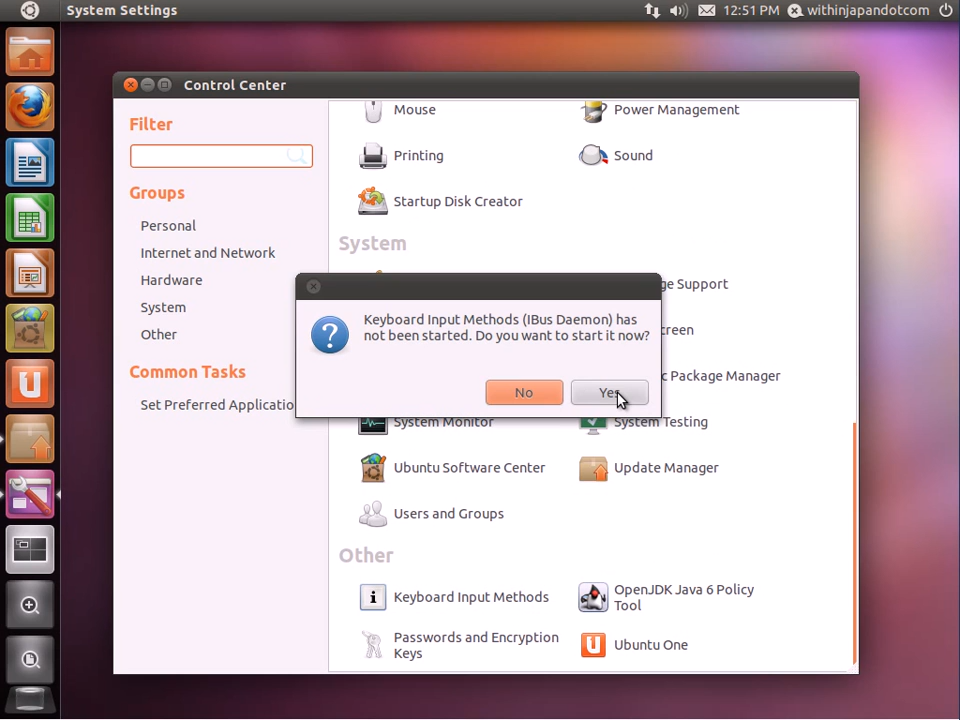 System Settings
12:51 PM
withinjapandotcom
Control Center
Filter
Groups
Personal
Internet and Network
Hardware
System
Other
Common Tasks
Set Preferred Applicatio
Mouse
Power Management
Printing
Sound
Startup Disk Creator
System
ge Support
Keyboard Input Methods (IBus Daemon) has
not been started. Do you want to start it now?
No
Yes
creen
c Package Manager
System Monitor
System Testing
Ubuntu Software Center
Update Manager
Users and Groups
Other
Keyboard Input Methods
OpenJDK Java 6 Policy
Tool
Passwords and Encryption
Keys
Ubuntu One